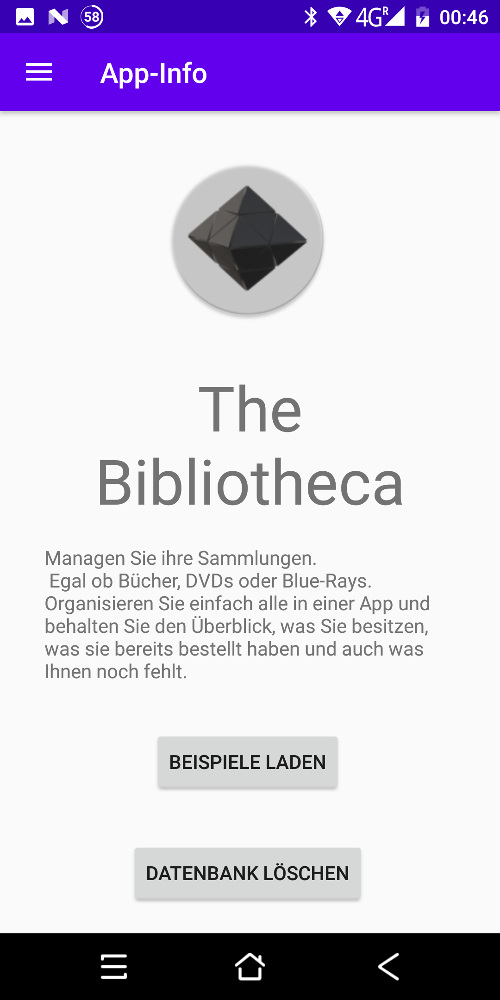 58
4G R
00:46
App-Info
The
Bibliotheca
Managen Sie ihre Sammlungen.
Egal ob Bücher, DVDs oder Blue-Rays.
Organisieren Sie einfach alle in einer App und
behalten Sie den Überblick, was Sie besitzen,
was sie bereits bestellt haben und auch was
Ihnen noch fehlt.
BEISPIELE LADEN
DATENBANK LÖSCHEN